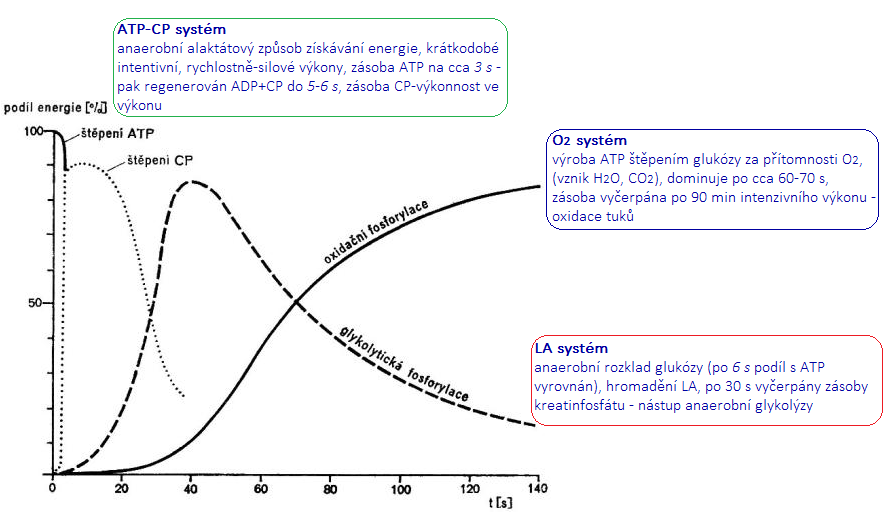 ATP-CP systém
anaerobní alaktátový způsob získávání energie, krátkodobé
intentivní, rychlostně-silové výkony, zásoba ATP na cca 3 s -
pak regenerován ADP+CP do 5-6 s, zásoba CP-výkonnost ve
výkonu
podíl energie [%]
100
štěpení ATP
štěpení CP
O2 systém
výroba ATP štěpením glukózy za přítomnosti O2,
(vznik H2O, CO2), dominuje po cca 60-70 s,
zásoba vyčerpána po 90 min intenzivního výkonu -
oxidace tuků
oxidační fosforylace
50
glykolytická fosforylace
LA systém
anaerobní rozklad glukózy (po 6 s podíl s ATP
vyrovnán), hromadění LA, po 30 s vyčerpány zásoby
kreatinfosfátu - nástup anaerobní glykolýzy
0 20 40 60 80 100 120 140
t [s]